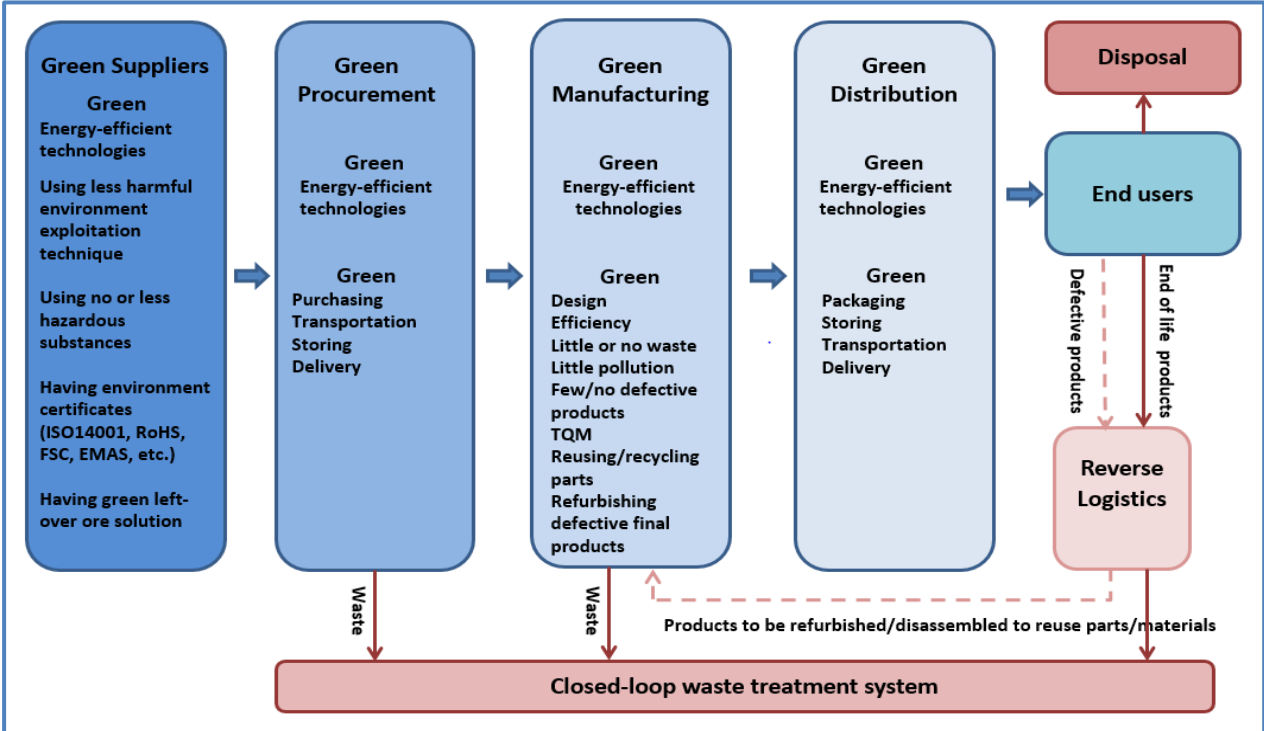 Green Suppliers
Green
Energy-efficient
technologies
Using less harmful
environment
exploitation
technique
Using no or less
hazardous
substances
Having environment
certificates
(ISO14001, RoHS,
FSC, EMAS, etc.)
Having green left-
over ore solution
Green
Procurement
Green
Energy-efficient
technologies
Green
Purchasing
Transportation
Storing
Delivery
Green
Manufacturing
Green
Energy-efficient
technologies
Green
Design
Efficiency
Little or no waste
Little pollution
Few/no defective
products
TQM
Reusing/recycling
parts
Refurbishing
defective final
products
Green
Distribution
Green
Energy-efficient
technologies
Green
Packaging
Storing
Transportation
Delivery
Disposal
End users
Defective products
End of life products
Reverse
Logistics
Waste
Waste
Products to be refurbished/disassembled to reuse parts/materials
Closed-loop waste treatment system